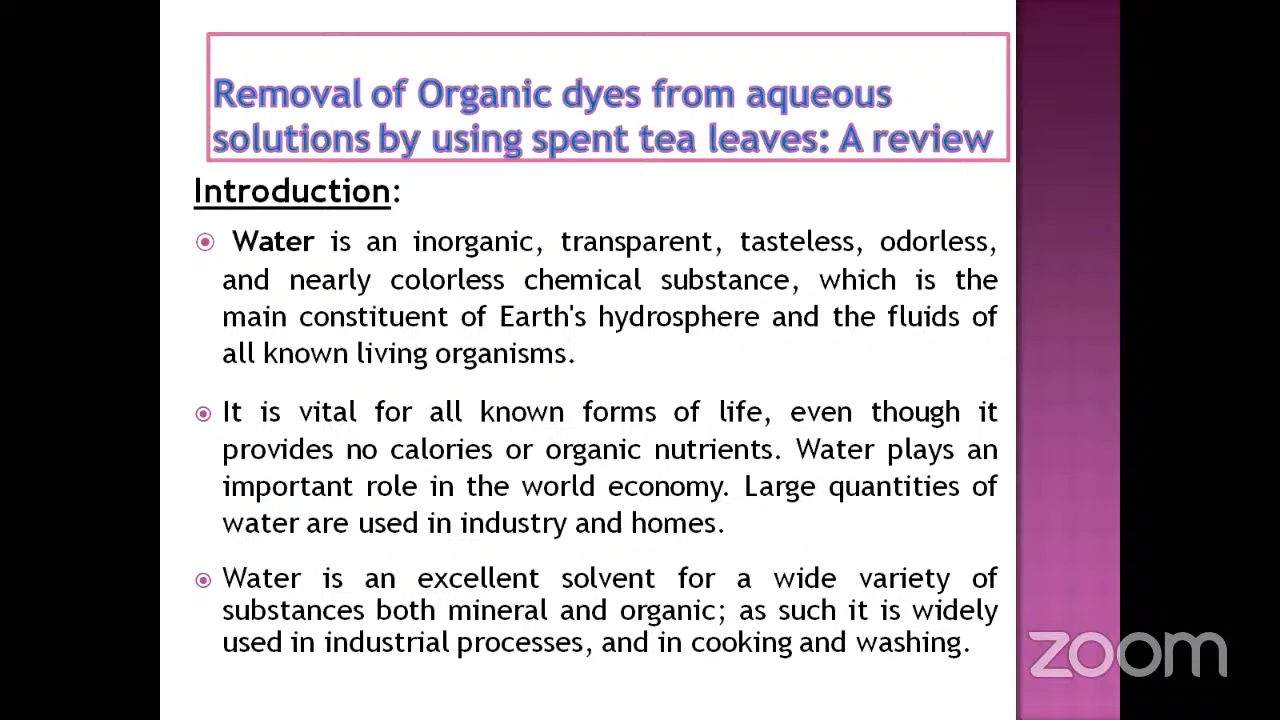 Removal of Organic dyes from aqueous
solutions by using spent tea leaves: A review
Introduction:
Water is an inorganic, transparent, tasteless, odorless,
and nearly colorless chemical substance, which is the
main constituent of Earth's hydrosphere and the fluids of
all known living organisms.
It is vital for all known forms of life, even though it
provides no calories or organic nutrients. Water plays an
important role in the world economy. Large quantities of
water are used in industry and homes.
Water is an excellent solvent for a wide variety of
substances both mineral and organic; as such it is widely
used in industrial processes, and in cooking and washing.
zoom